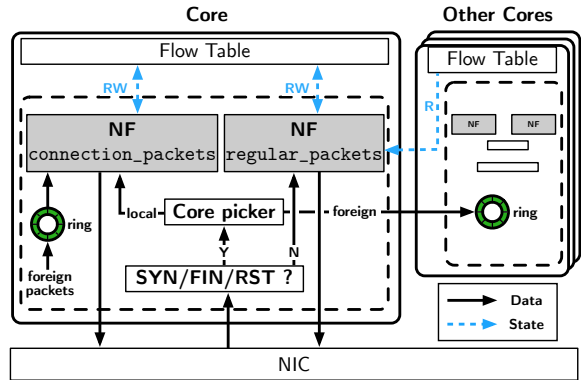 Core
Other Cores
Flow Table
Flow Table
RW
RW
R
NF
connection_packets
NF
regular_packets
NF
NF
ring
local
Core picker
foreign
ring
foreign
packets
Y
N
SYN/FIN/RST ?
Data
State
NIC